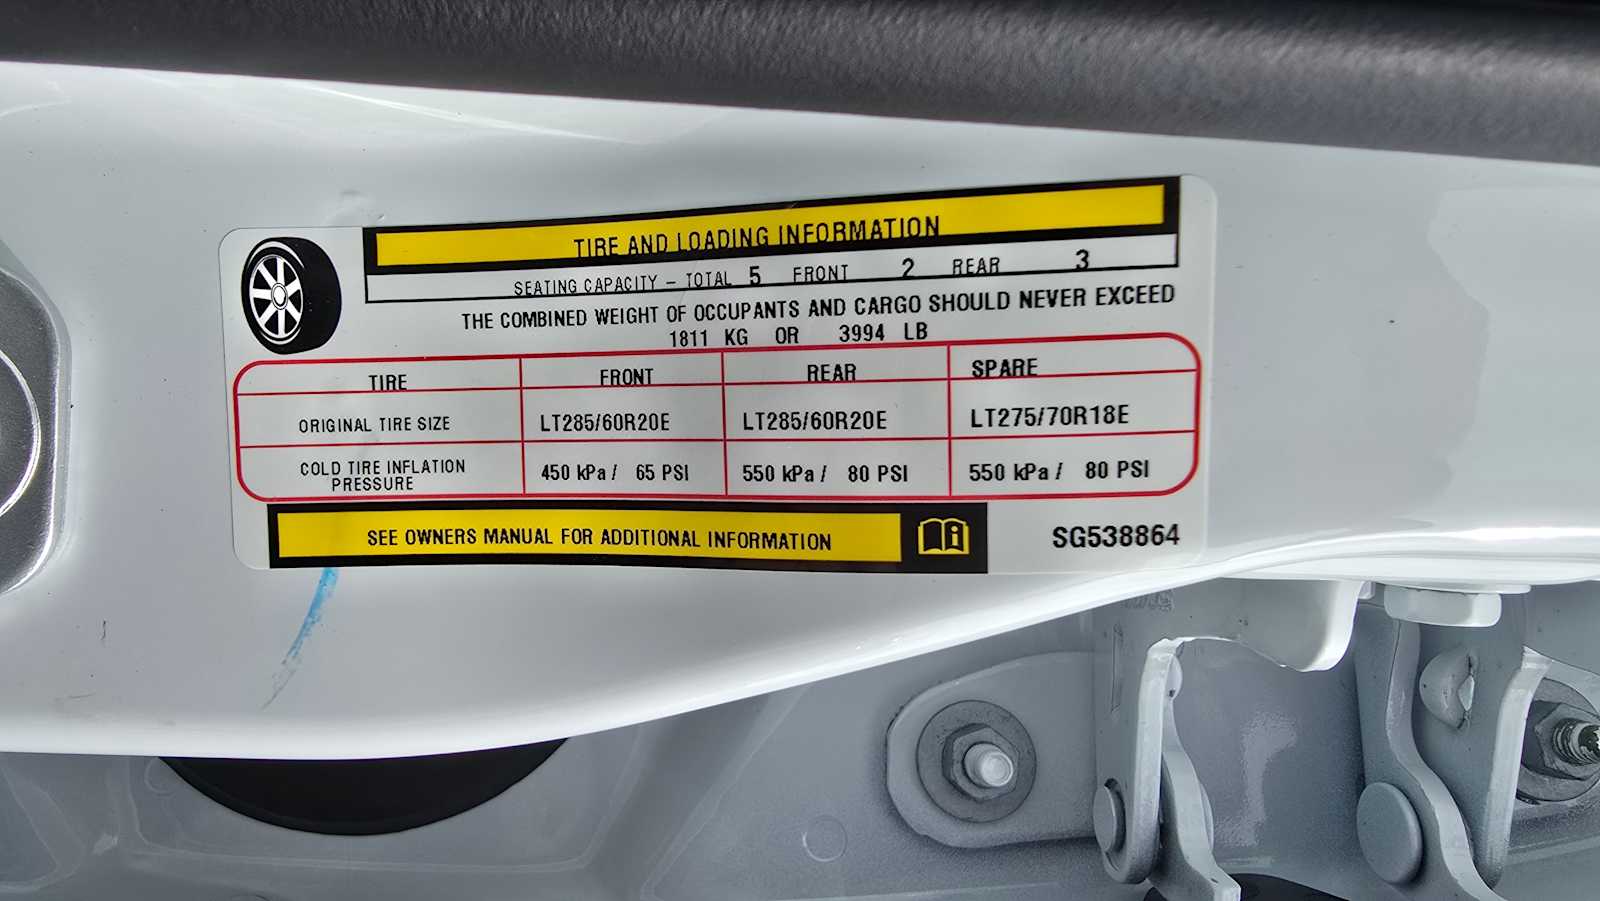 TIRE AND LOADING INFORMATION
SEATING CAPACITY – TOTAL 5 FRONT 2 REAR 3
THE COMBINED WEIGHT OF OCCUPANTS AND CARGO SHOULD NEVER EXCEED
1811 KG OR 3994 LB
TIRE FRONT REAR SPARE
ORIGINAL TIRE SIZE LT285/60R20E LT285/60R20E LT275/70R18E
COLD TIRE INFLATION PRESSURE 450 kPa / 65 PSI 550 kPa / 80 PSI 550 kPa / 80 PSI
SEE OWNERS MANUAL FOR ADDITIONAL INFORMATION
SG538864